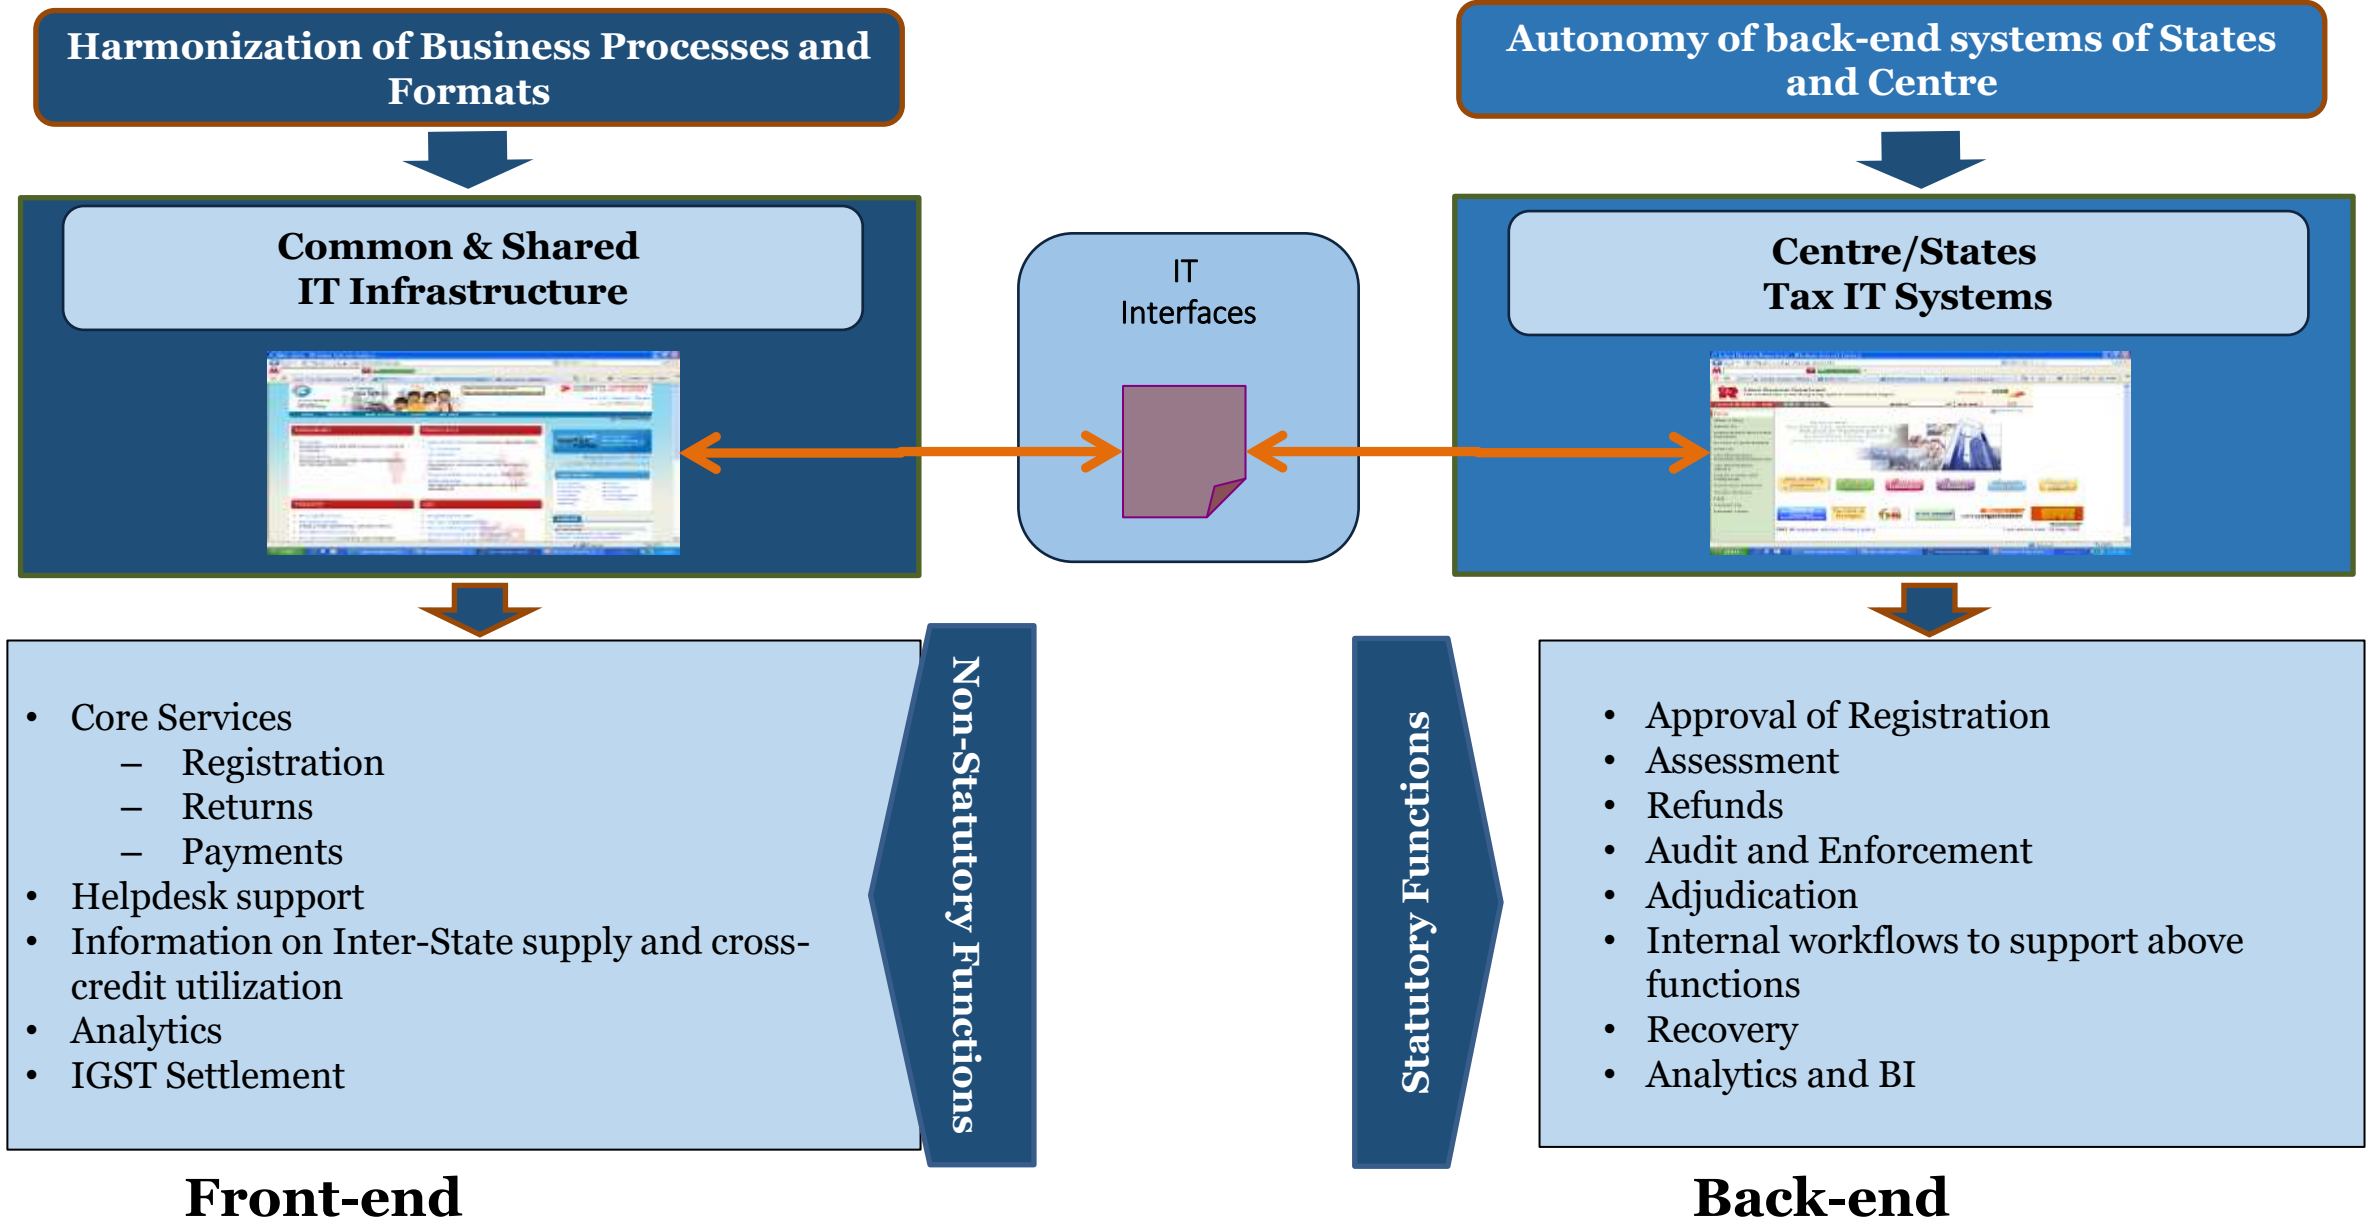 Harmonization of Business Processes and
Formats
Autonomy of back-end systems of States
and Centre
Common & Shared
IT Infrastructure
IT
Interfaces
Centre/States
Tax IT Systems
• Core Services
– Registration
– Returns
– Payments
• Helpdesk support
• Information on Inter-State supply and cross-
credit utilization
• Analytics
• IGST Settlement
Non-Statutory Functions
Statutory Functions
• Approval of Registration
• Assessment
• Refunds
• Audit and Enforcement
• Adjudication
• Internal workflows to support above
functions
• Recovery
• Analytics and BI
Front-end
Back-end